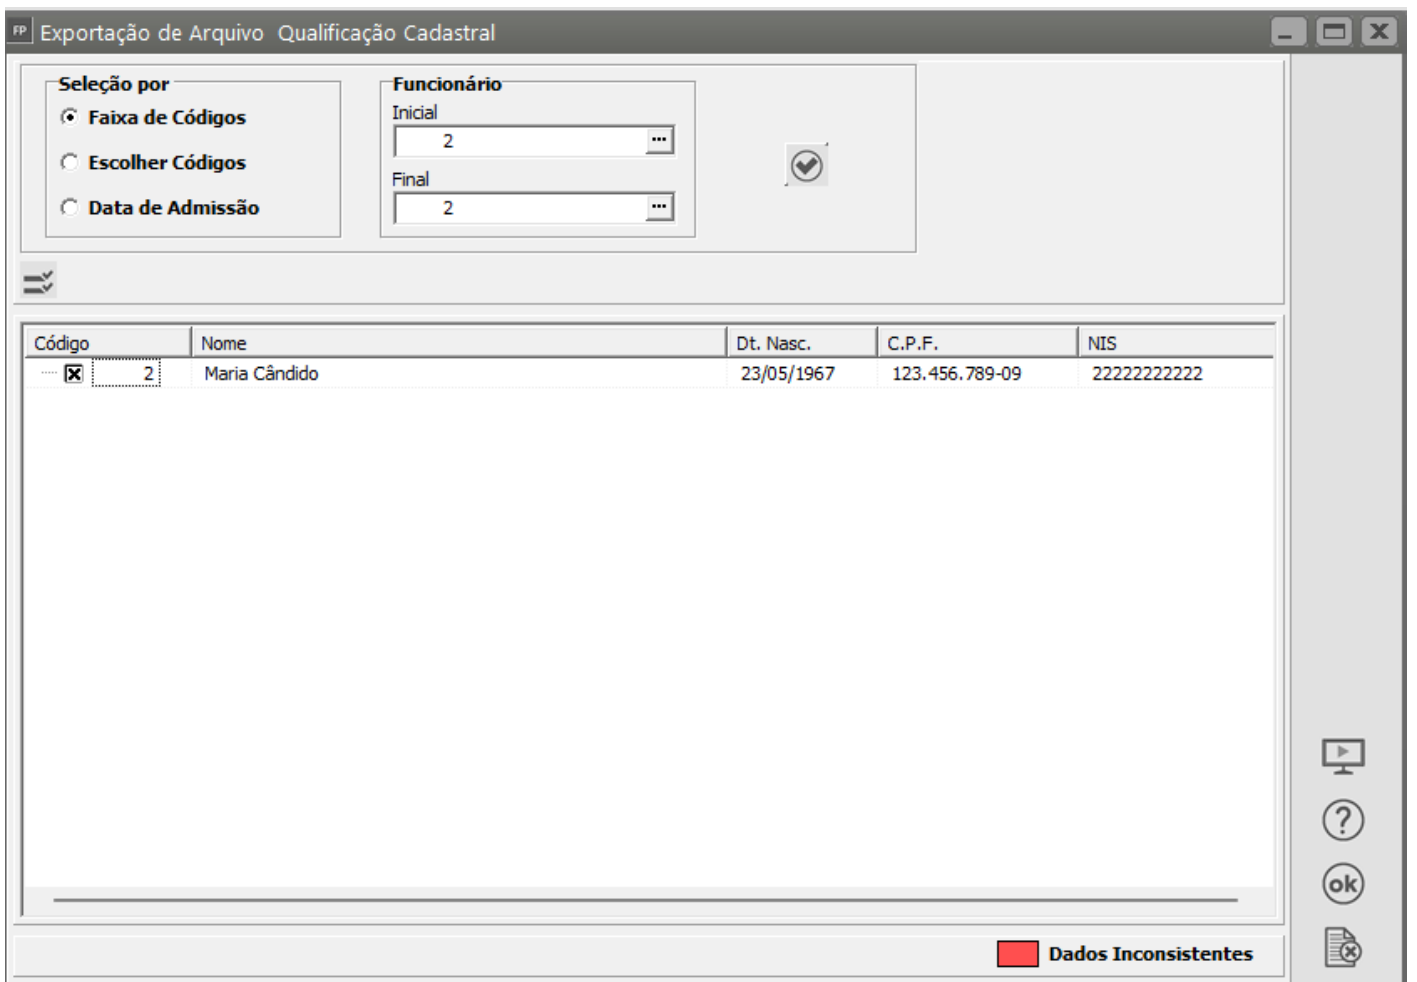 FP Exportação de Arquivo  Qualificação Cadastral
Seleção por
Faixa de Códigos
Escolher Códigos
Data de Admissão
Funcionário
Inicial
2
...
Final
2
...
Código Nome Dt. Nasc. C.P.F. NIS
2 Maria Cândido 23/05/1967 123.456.789-09 22222222222
ok
Dados Inconsistentes